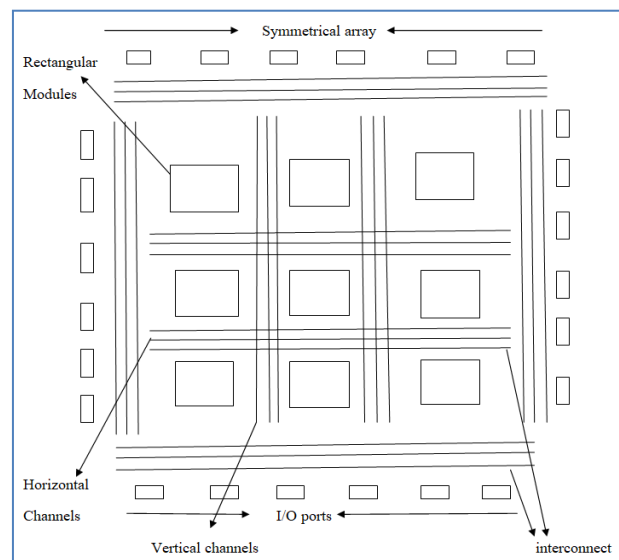 Symmetrical array
Rectangular
Modules
Horizontal
Channels
I/O ports
Vertical channels
interconnect